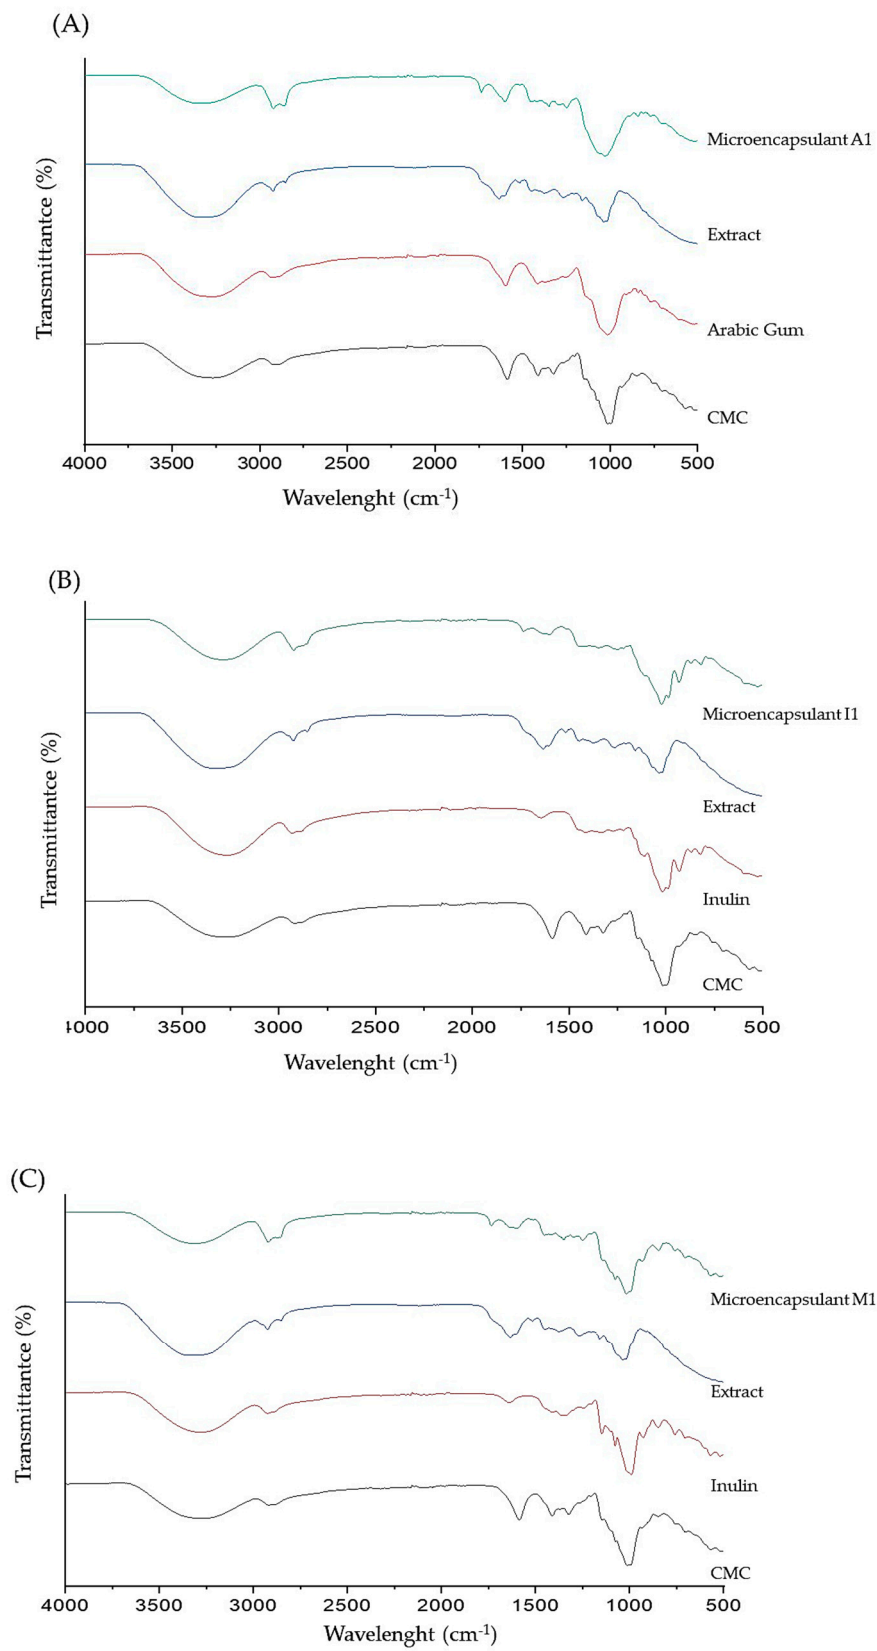 (A)
Transmittantce (%)
Microencapsulant A1
Extract
Arabic Gum
CMC
4000 3500 3000 2500 2000 1500 1000 500
Wavelenght (cm-1)
(B)
Transmittantce (%)
Microencapsulant I1
Extract
Inulin
CMC
4000 3500 3000 2500 2000 1500 1000 500
Wavelenght (cm-1)
(C)
Transmittantce (%)
Microencapsulant M1
Extract
Inulin
CMC
4000 3500 3000 2500 2000 1500 1000 500
Wavelenght (cm-1)